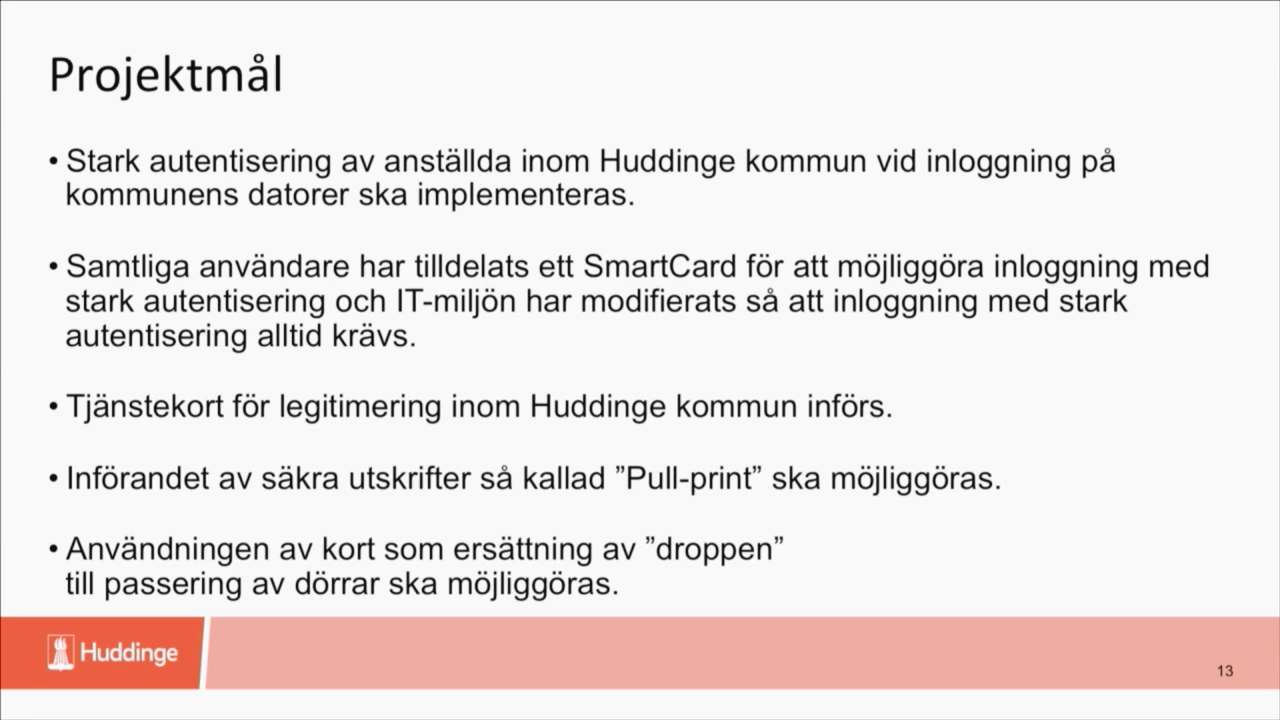 Projektmål
• Stark autentisering av anställda inom Huddinge kommun vid inloggning på
kommunens datorer ska implementeras.
• Samtliga användare har tilldelats ett SmartCard för att möjliggöra inloggning med
stark autentisering och IT-miljön har modifierats så att inloggning med stark
autentisering alltid krävs.
• Tjänstekort för legitimering inom Huddinge kommun införs.
• Införandet av säkra utskrifter så kallad ”Pull-print” ska möjliggöras.
• Användningen av kort som ersättning av ”droppen”
till passering av dörrar ska möjliggöras.
Huddinge
13